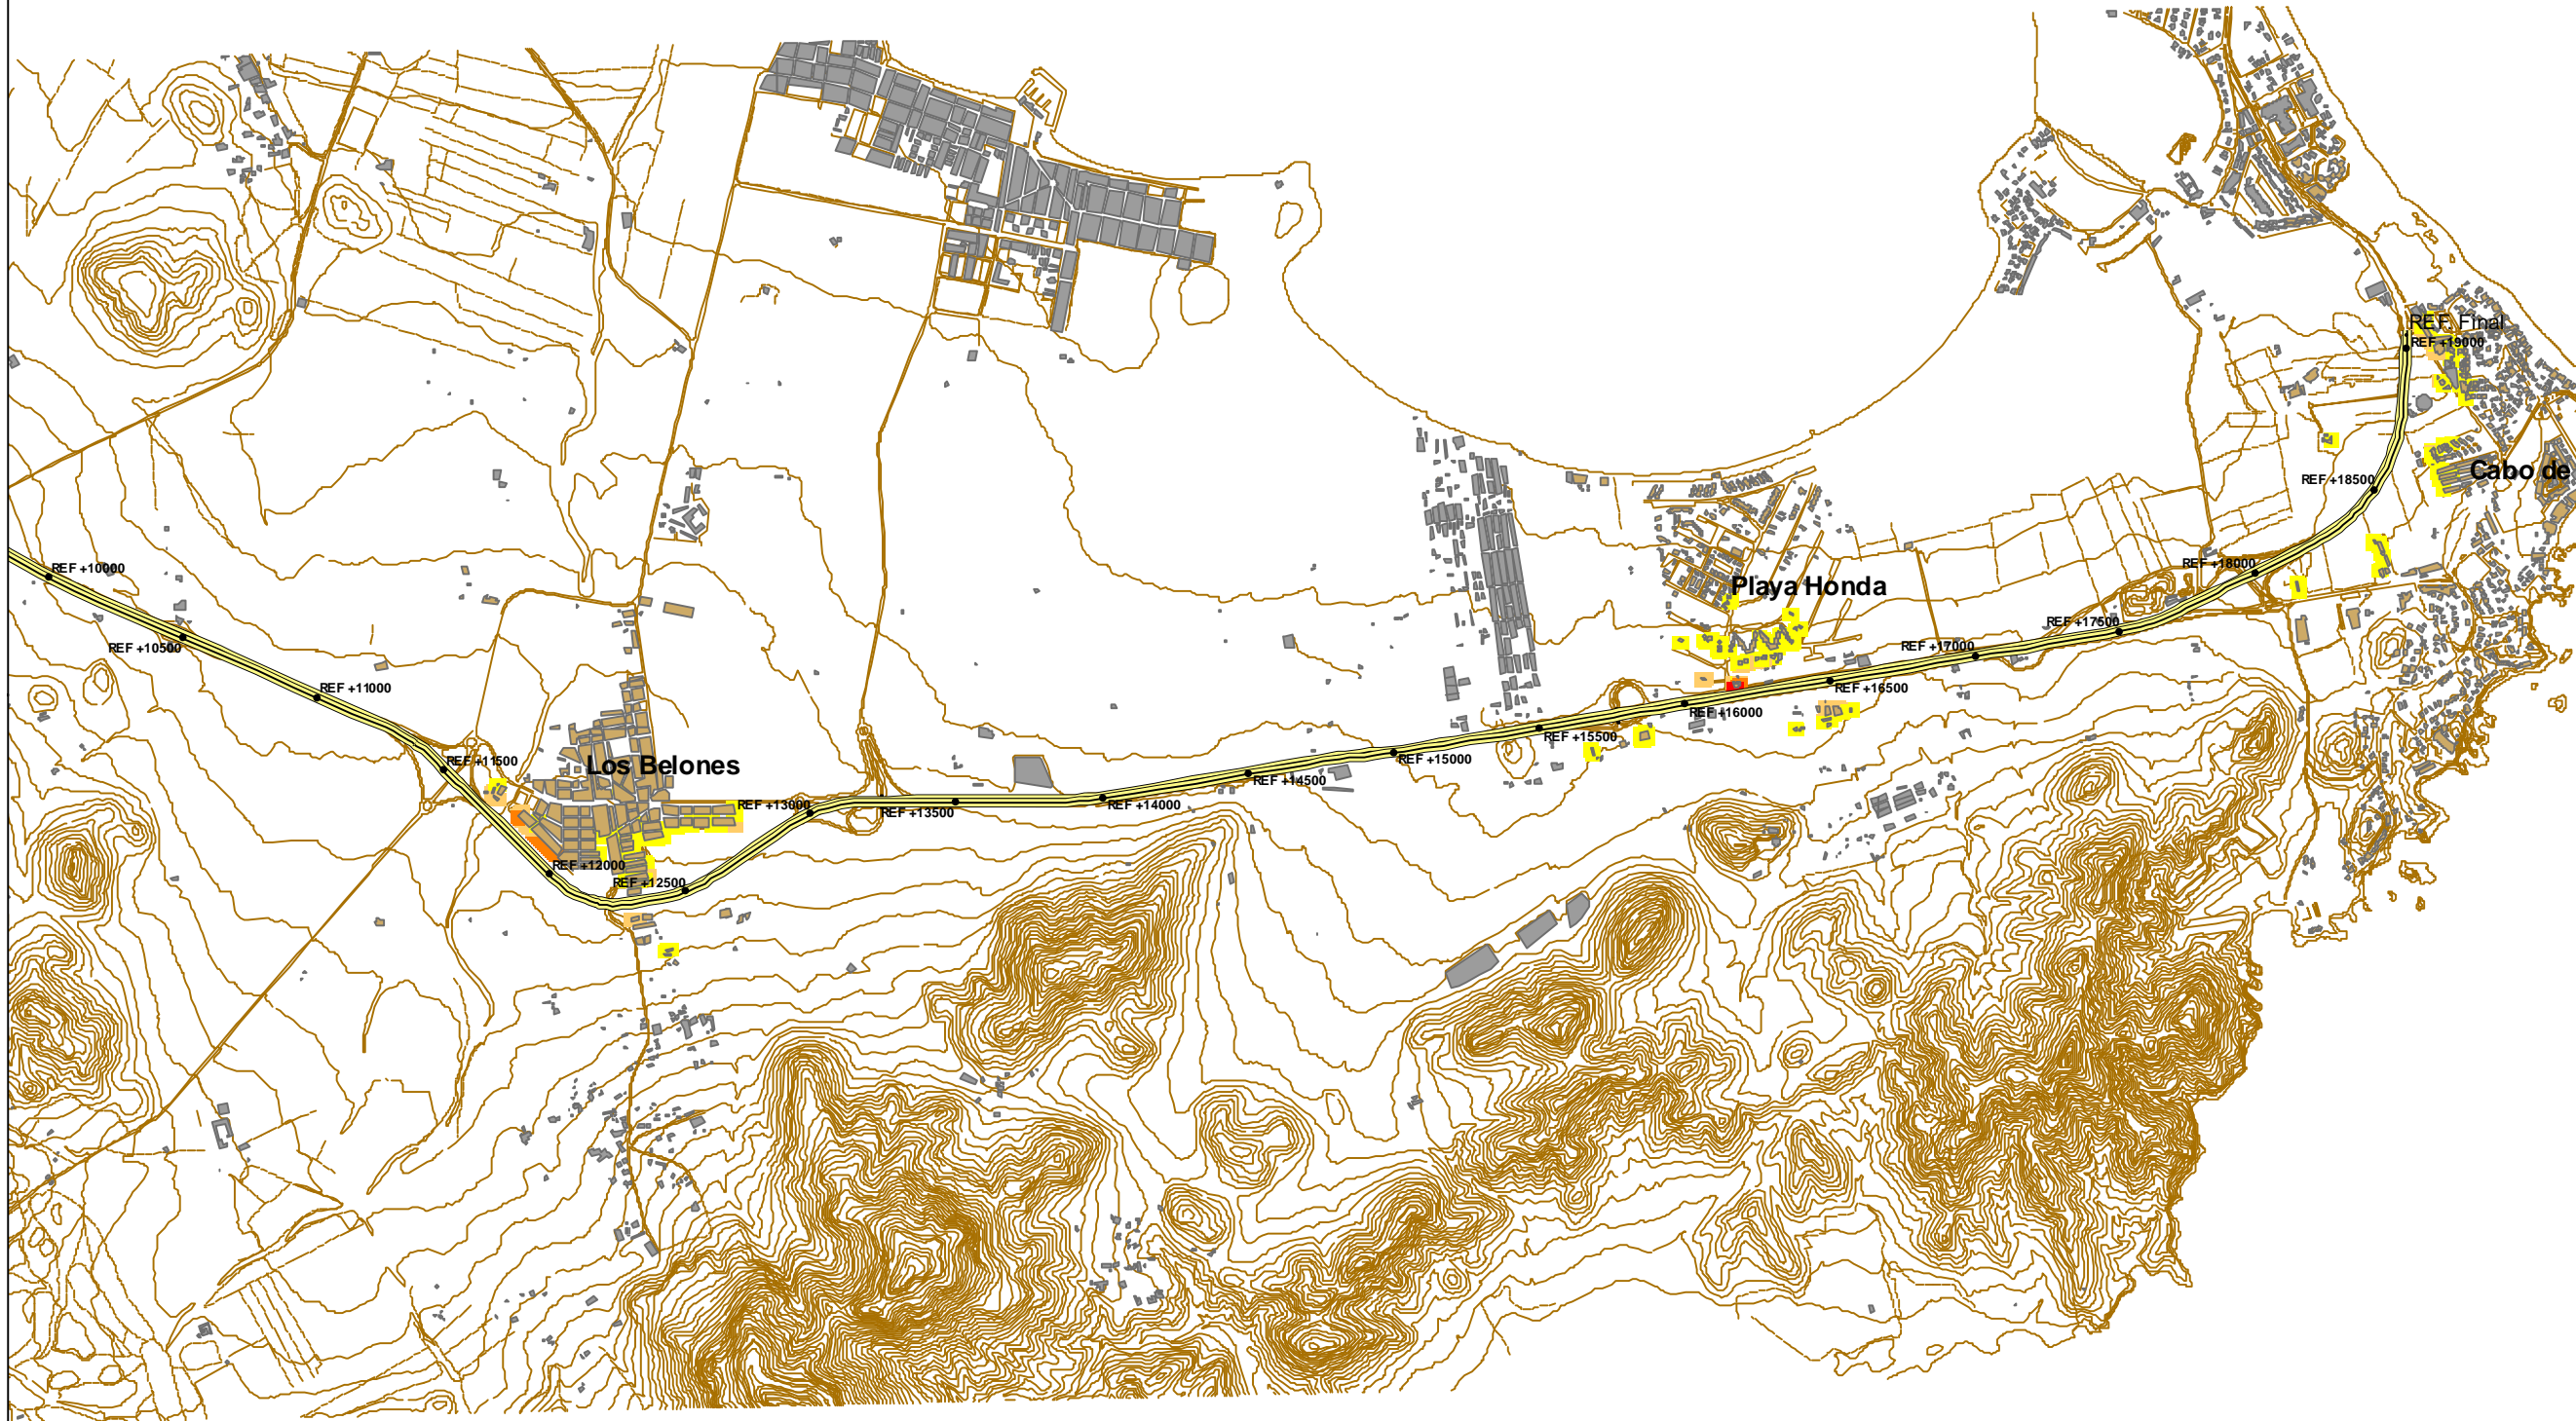 REF. Final
REF +19000
Cabo de
REF +18500
REF +18000
REF +10000
Playa Honda
REF +17500
REF +10500
REF +17000
REF +11000
REF +16500
REF +16000
REF +15500
REF +11500
Los Belones
REF +15000
REF +14500
REF +13000
REF +13500
REF +14000
REF +12000
REF +12500